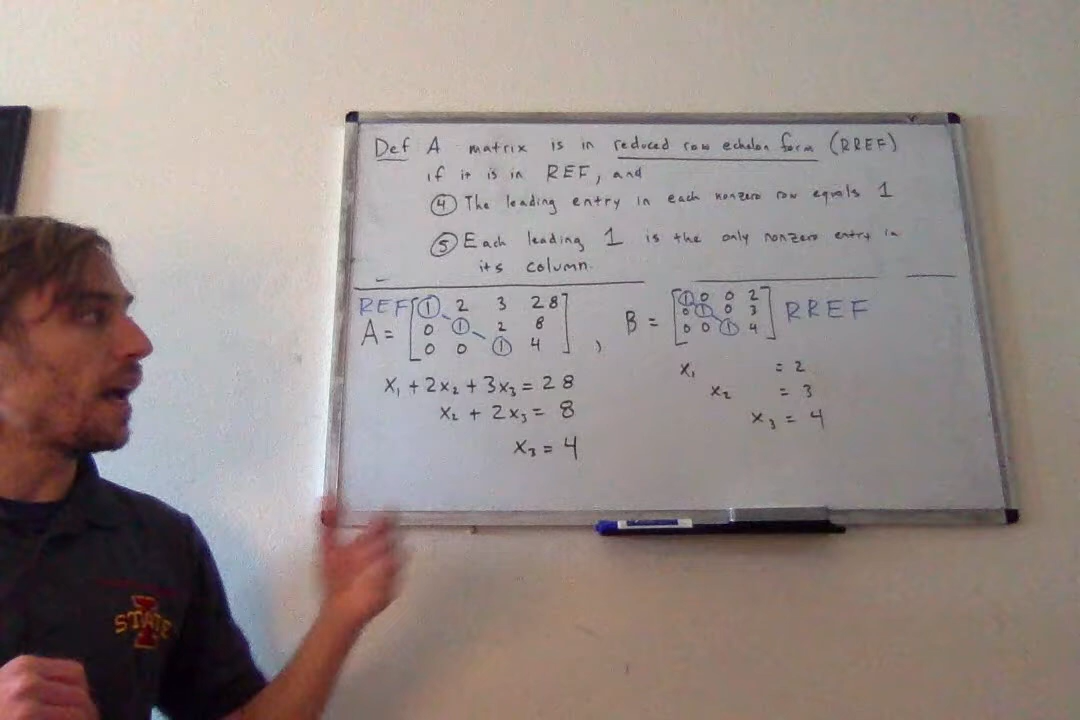 Def A matrix is in reduced row echelon form (RREF)
if it is in REF, and
④ The leading entry in each nonzero row equals 1
⑤ Each leading 1 is the only nonzero entry in
its column.
REF
A = [1 2 3 28
0 1 2 8
0 0 1 4] ,
B = [1 0 0 2
0 1 0 3
0 0 1 4]
RREF
x₁ + 2x₂ + 3x₃ = 28
x₂ + 2x₃ = 8
x₃ = 4
x₁ = 2
x₂ = 3
x₃ = 4
STATE